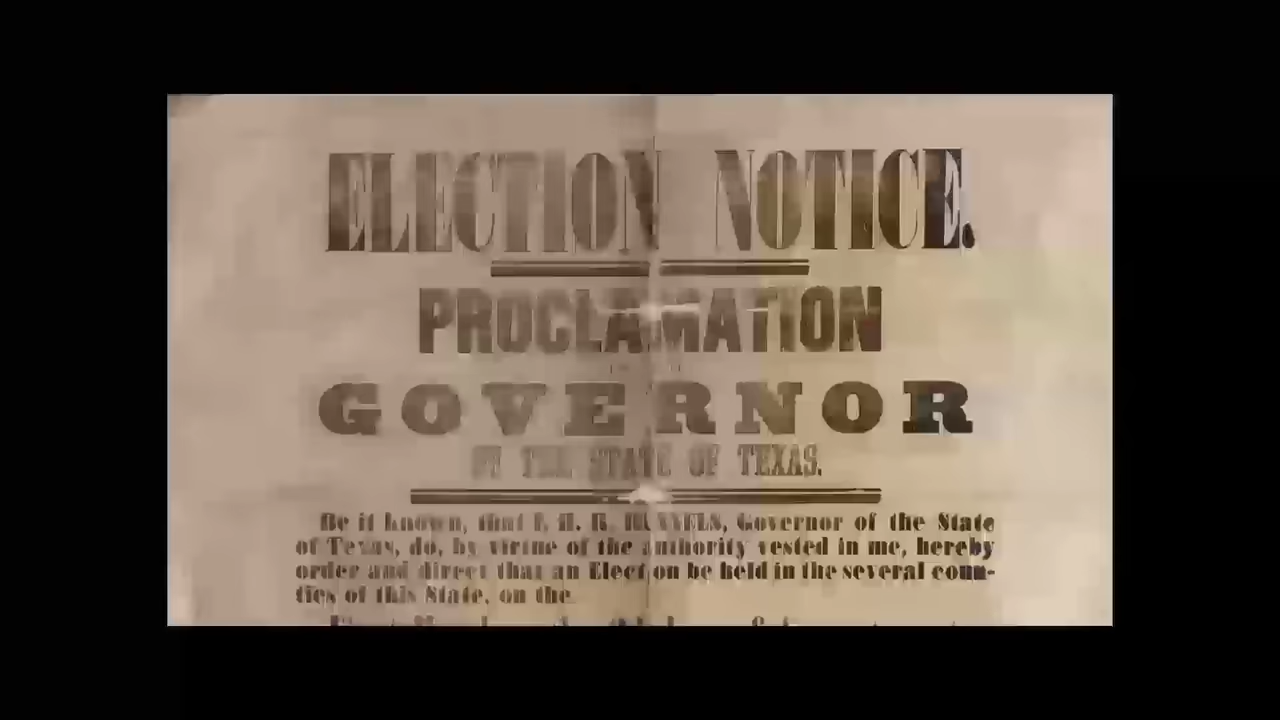 ELECTION NOTICE.
PROCLAMATION
GOVERNOR
OF THE STATE OF TEXAS.
Be it known, that I, H. R. RUNNELS, Governor of the State
of Texas, do, by virtue of the authority vested in me, hereby
order and direct that an Election be held in the several coun-
ties of this State, on the